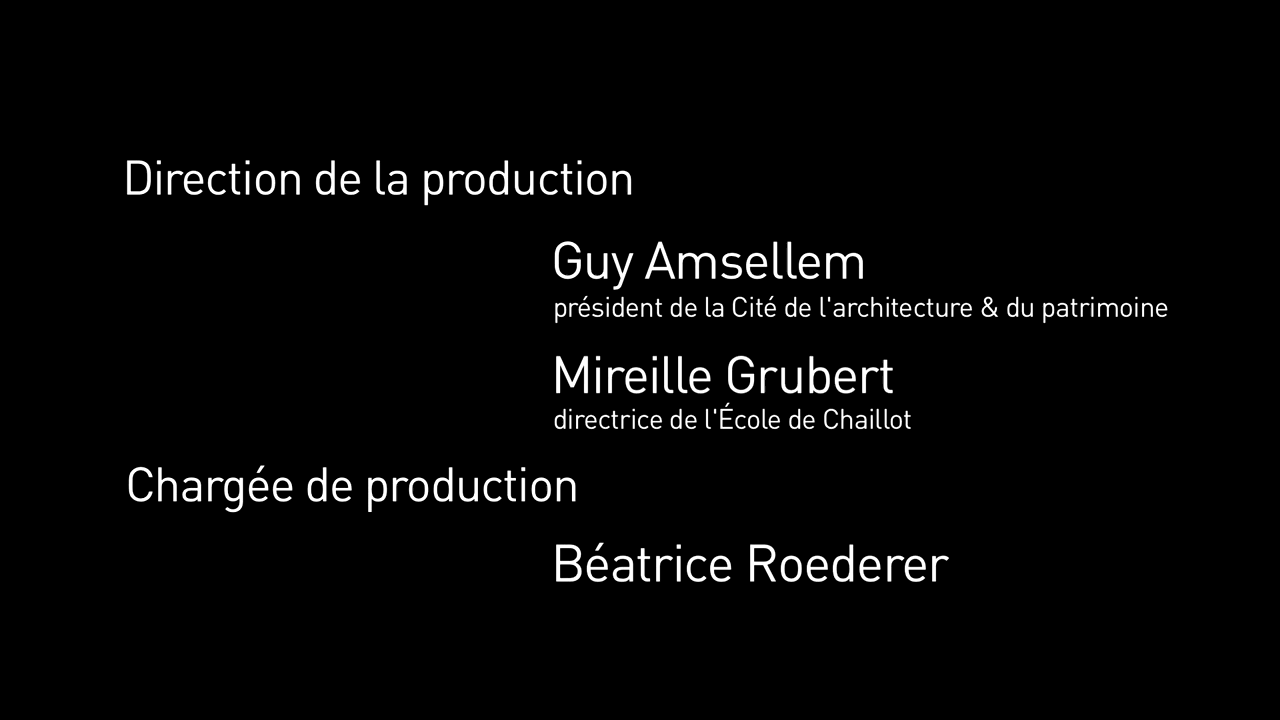 Direction de la production
Guy Amsellem
président de la Cité de l'architecture & du patrimoine
Mireille Grubert
directrice de l'École de Chaillot
Chargée de production
Béatrice Roederer